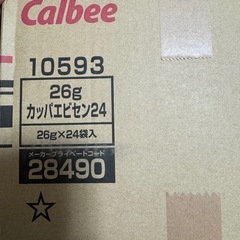 Calbee
10593
26g
カッパエビセン24
26g×24袋入
メーカープライベートコード
28490
☆